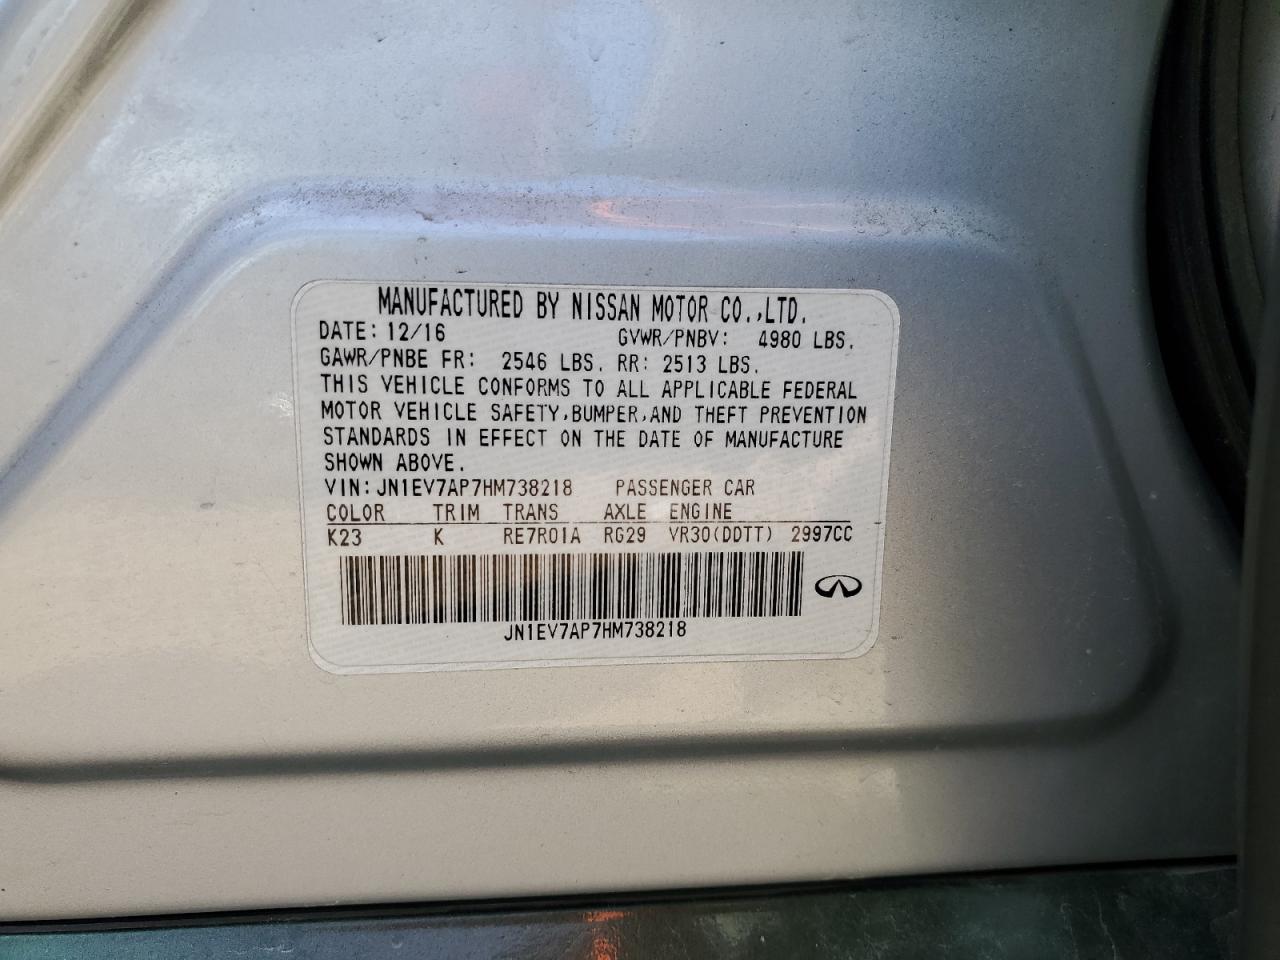 MANUFACTURED BY NISSAN MOTOR CO.,LTD.
DATE: 12/16 GVWR/PNBV: 4980 LBS.
GAWR/PNBE FR: 2546 LBS. RR: 2513 LBS.
THIS VEHICLE CONFORMS TO ALL APPLICABLE FEDERAL
MOTOR VEHICLE SAFETY,BUMPER,AND THEFT PREVENTION
STANDARDS IN EFFECT ON THE DATE OF MANUFACTURE
SHOWN ABOVE.
VIN:JN1EV7AP7HM738218 PASSENGER CAR
COLOR TRIM TRANS AXLE ENGINE
K23 K RE7R01A RG29 VR30(DDTT) 2997CC
JN1EV7AP7HM738218